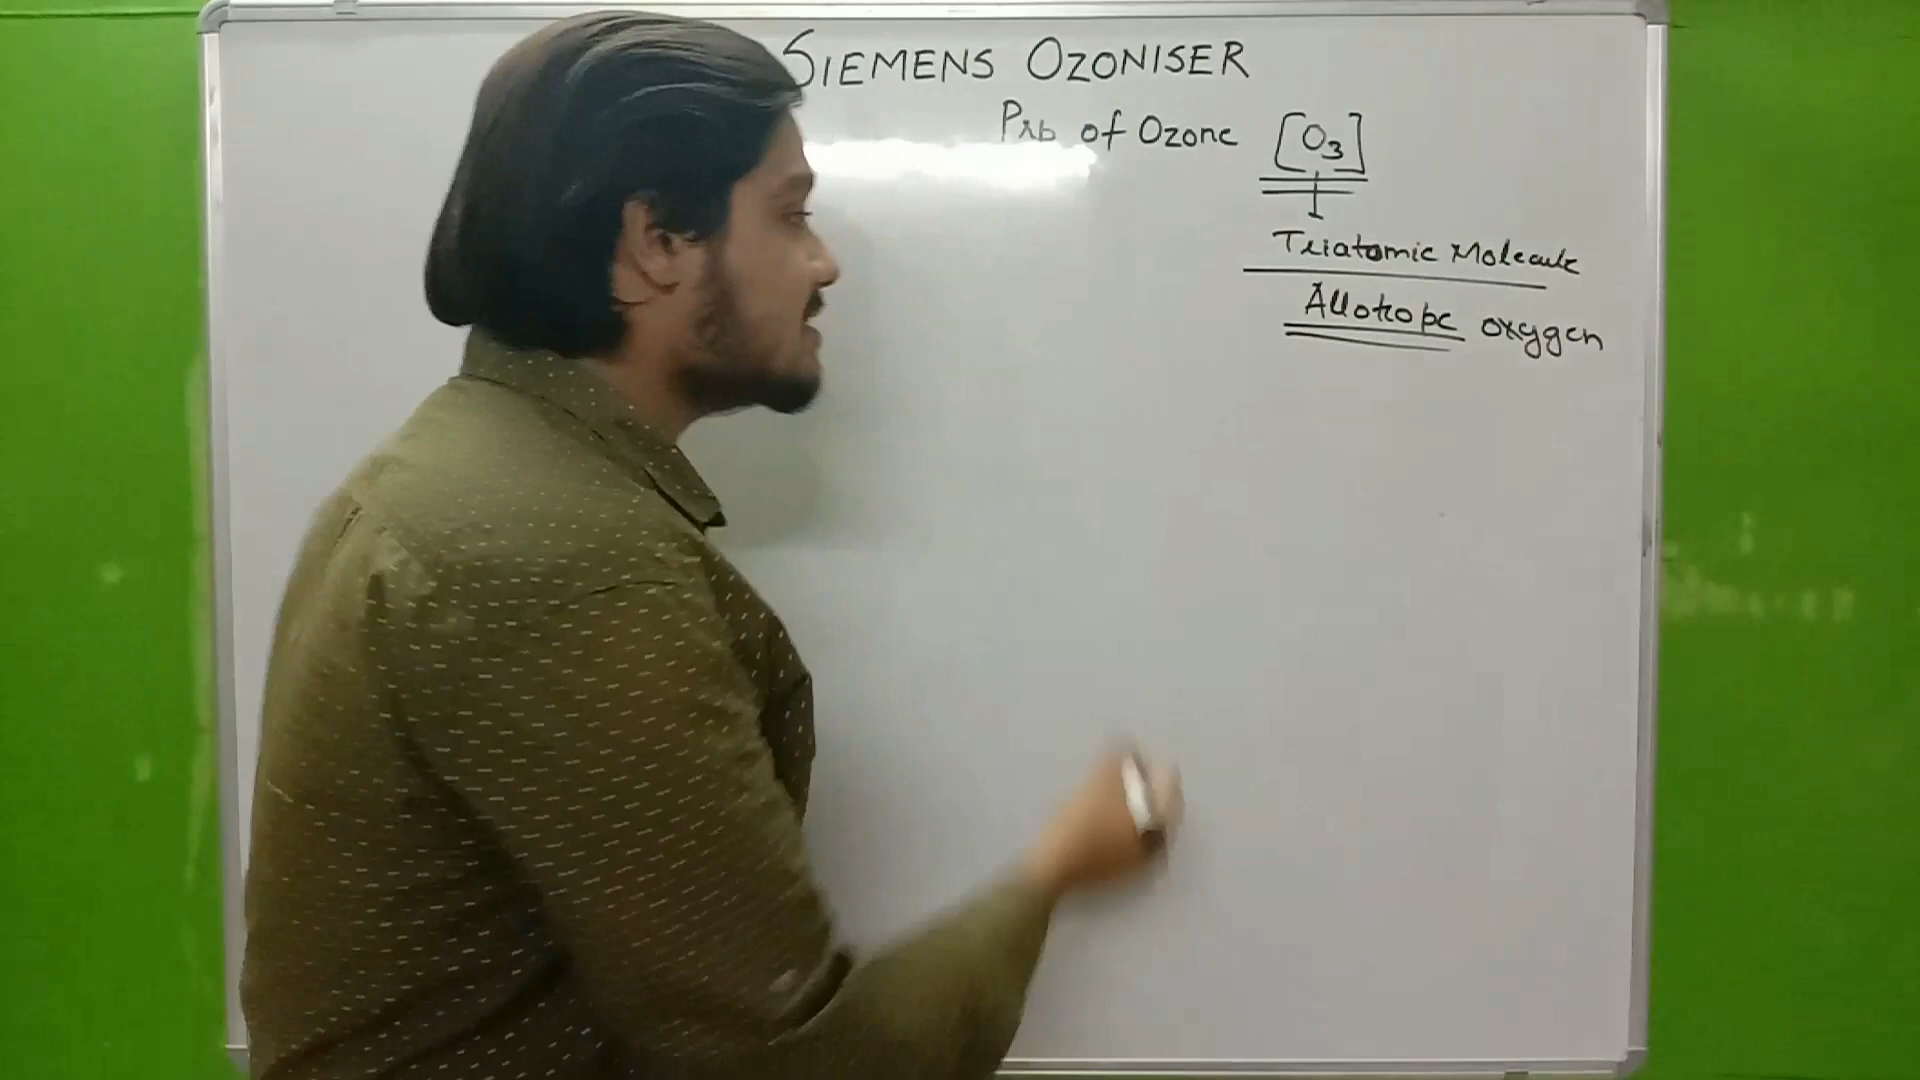 SIEMENS OZONISER
Prb of Ozone [O3]
Triatomic Molecule
Allotrope oxygen